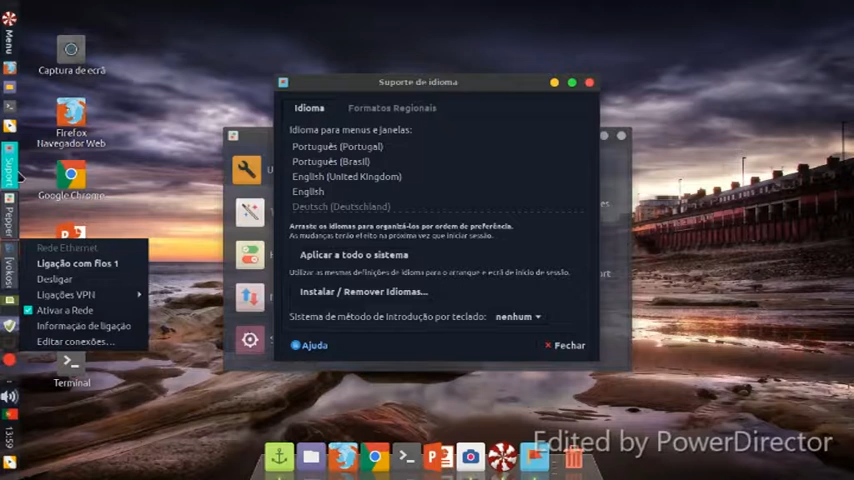 Menu
Captura de ecrã
Firefox
Navegador Web
Google Chrome
Suport
Pepper
[vokos
Rede Ethernet
Ligação com fios 1
Desligar
Ligações VPN
Ativar a Rede
Informação de ligação
Editar conexões...
Terminal
13:59
Suporte de idioma
Idioma
Formatos Regionais
Idioma para menus e janelas:
Português (Portugal)
Português (Brasil)
English (United Kingdom)
English
Deutsch (Deutschland)
Arraste os idiomas para organizá-los por ordem de preferência.
As mudanças terão efeito na próxima vez que iniciar sessão.
Aplicar a todo o sistema
Utilizar as mesmas definições de idioma para o arranque e ecrã de início de sessão.
Instalar / Remover Idiomas...
Sistema de método de introdução por teclado: nenhum
Ajuda
Fechar
Edited by PowerDirector